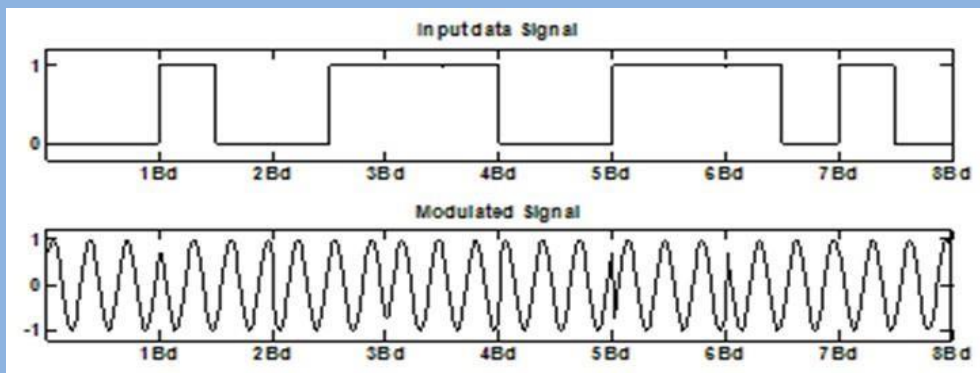 Input data Signal
1
0
1Bd 2Bd 3Bd 4Bd 5Bd 6Bd 7Bd 8Bd
Modulated Signal
1
0
-1
1Bd 2Bd 3Bd 4Bd 5Bd 6Bd 7Bd 8Bd